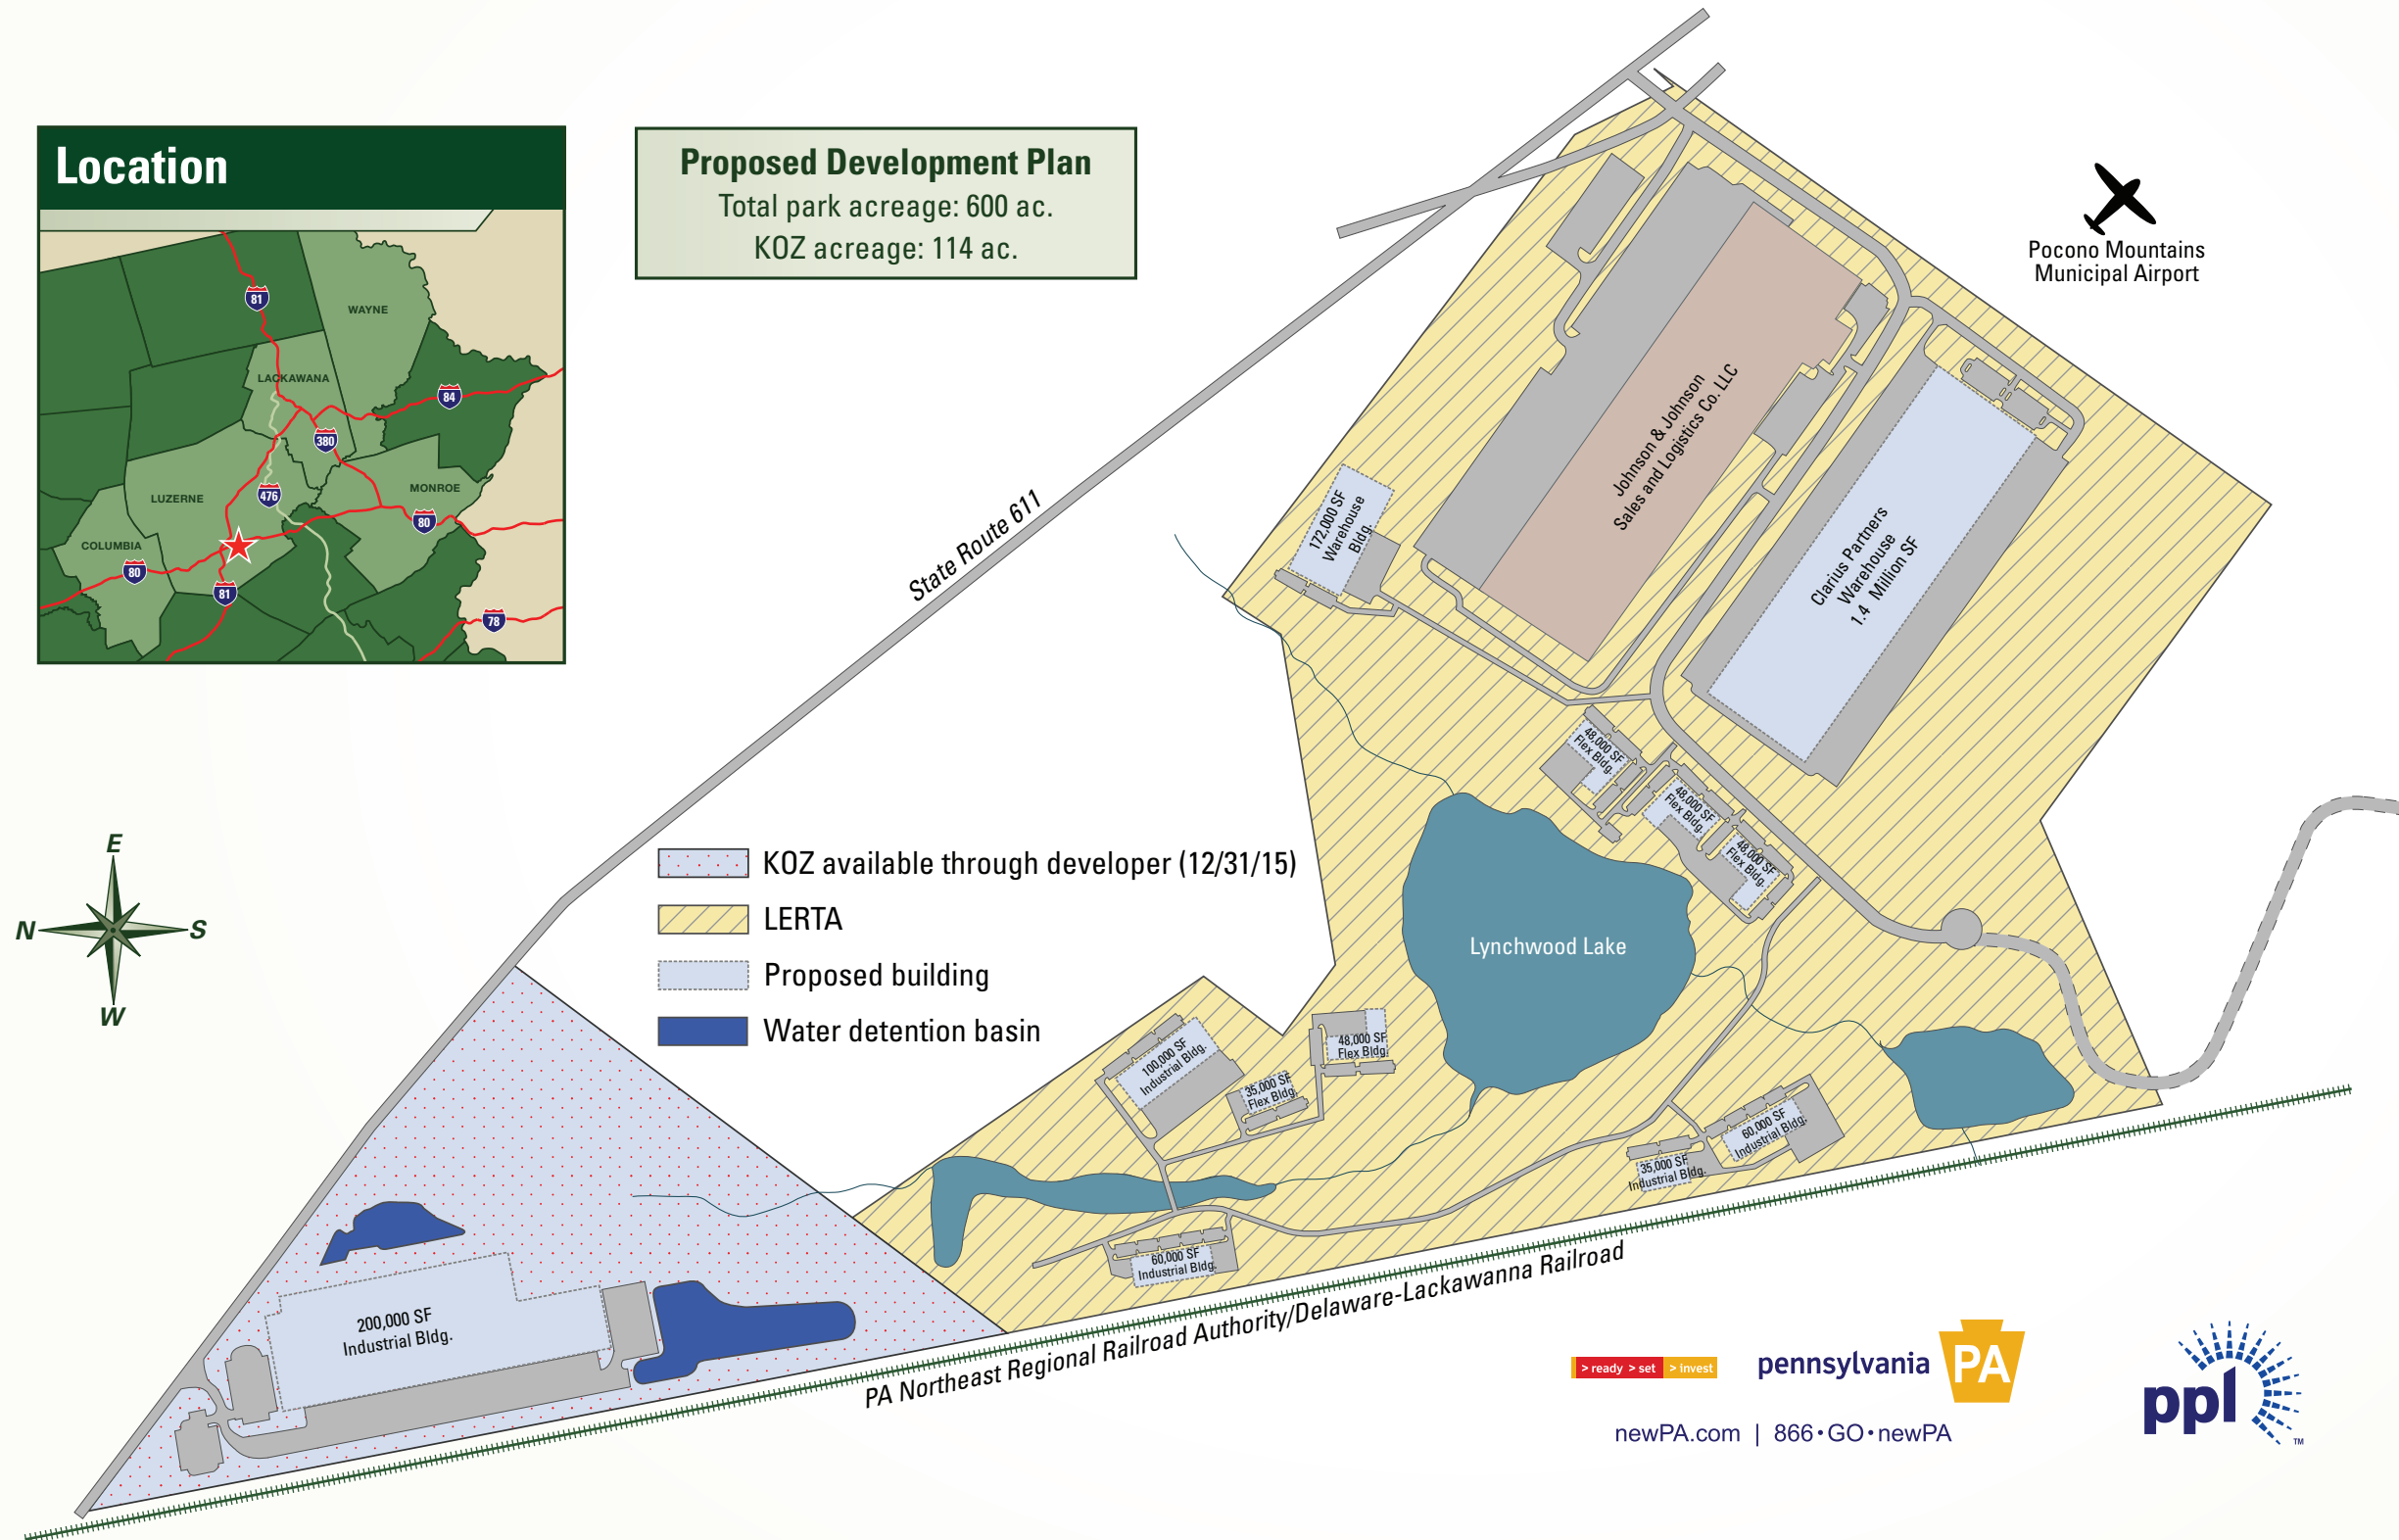 Location
81
WAYNE
LACKAWANA
84
380
LUZERNE
476
MONROE
80
COLUMBIA
80
81
78
Proposed Development Plan
Total park acreage: 600 ac.
KOZ acreage: 114 ac.
Pocono Mountains
Municipal Airport
State Route 611
Johnson & Johnson
Sales and Logistics Co. LLC
172,000 SF
Warehouse
Bldg.
Clarius Partners
Warehouse
1.4 Million SF
48,000 SF
Flex Bldg.
48,000 SF
Flex Bldg.
48,000 SF
Flex Bldg.
E
N
S
W
KOZ available through developer (12/31/15)
LERTA
Proposed building
Water detention basin
Lynchwood Lake
100,000 SF
Industrial Bldg.
35,000 SF
Flex Bldg.
48,000 SF
Flex Bldg.
60,000 SF
Industrial Bldg.
35,000 SF
Industrial Bldg.
60,000 SF
Industrial Bldg.
200,000 SF
Industrial Bldg.
PA Northeast Regional Railroad Authority/Delaware-Lackawanna Railroad
> ready > set > invest
pennsylvania PA
newPA.com | 866•GO•newPA
ppl
TM